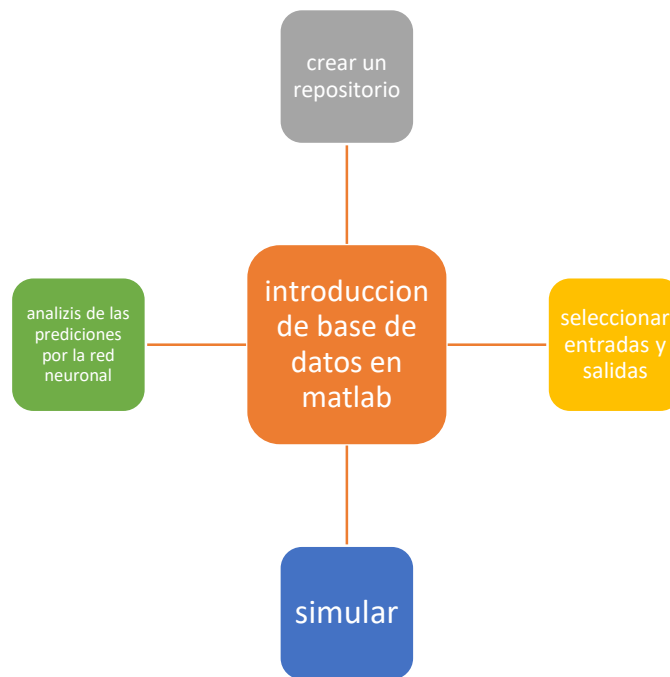 crear un
repositorio
introduccion
de base de
datos en
matlab
analizis de las
prediciones
por la red
neuronal
seleccionar
entradas y
salidas
simular